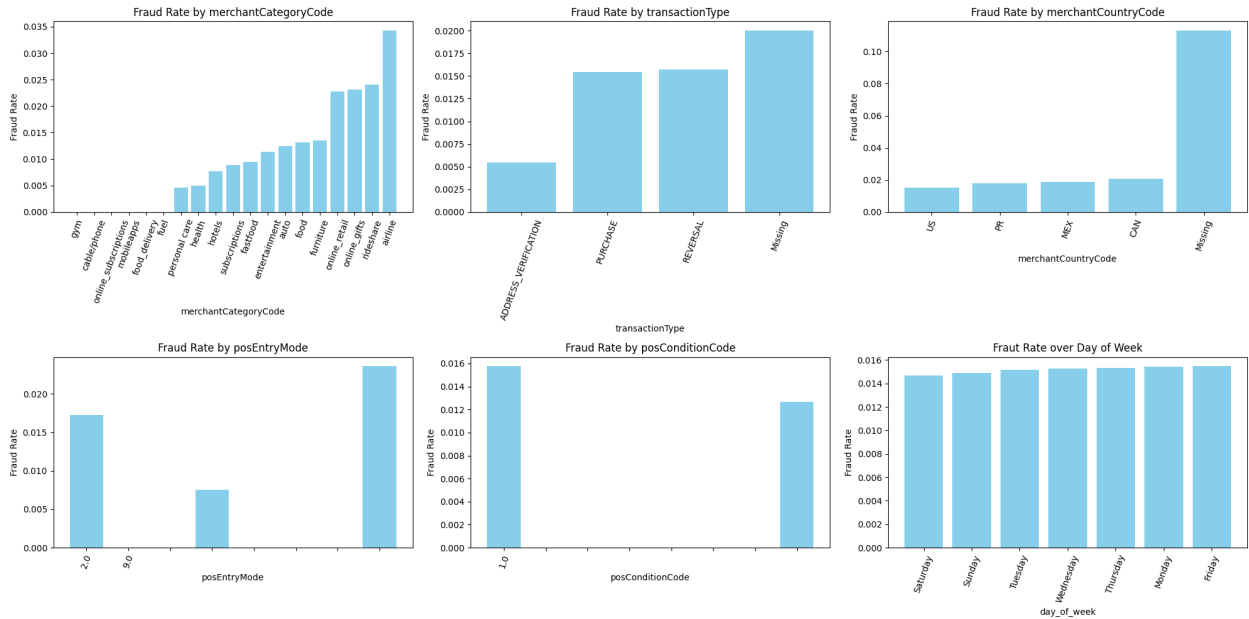 Fraud Rate by merchantCategoryCode
0.035
0.030
0.025
0.020
0.015
0.010
0.005
0.000
Fraud Rate
gym
cable/phone
online_subscriptions
mobileapps
food_delivery
fuel
personal care
health
hotels
subscriptions
fastfood
entertainment
auto
food
furniture
online_retail
online_gifts
rideshare
airline
merchantCategoryCode
Fraud Rate by transactionType
0.0200
0.0175
0.0150
0.0125
0.0100
0.0075
0.0050
0.0025
0.0000
Fraud Rate
ADDRESS_VERIFICATION
PURCHASE
REVERSAL
Missing
transactionType
Fraud Rate by merchantCountryCode
0.10
0.08
0.06
0.04
0.02
0.00
Fraud Rate
US
PR
MEX
CAN
Missing
merchantCountryCode
Fraud Rate by posEntryMode
0.020
0.015
0.010
0.005
0.000
Fraud Rate
2.0
9.0
posEntryMode
Fraud Rate by posConditionCode
0.016
0.014
0.012
0.010
0.008
0.006
0.004
0.002
0.000
Fraud Rate
1.0
posConditionCode
Fraut Rate over Day of Week
0.016
0.014
0.012
0.010
0.008
0.006
0.004
0.002
0.000
Fraud Rate
Saturday
Sunday
Tuesday
Wednesday
Thursday
Monday
Friday
day_of_week